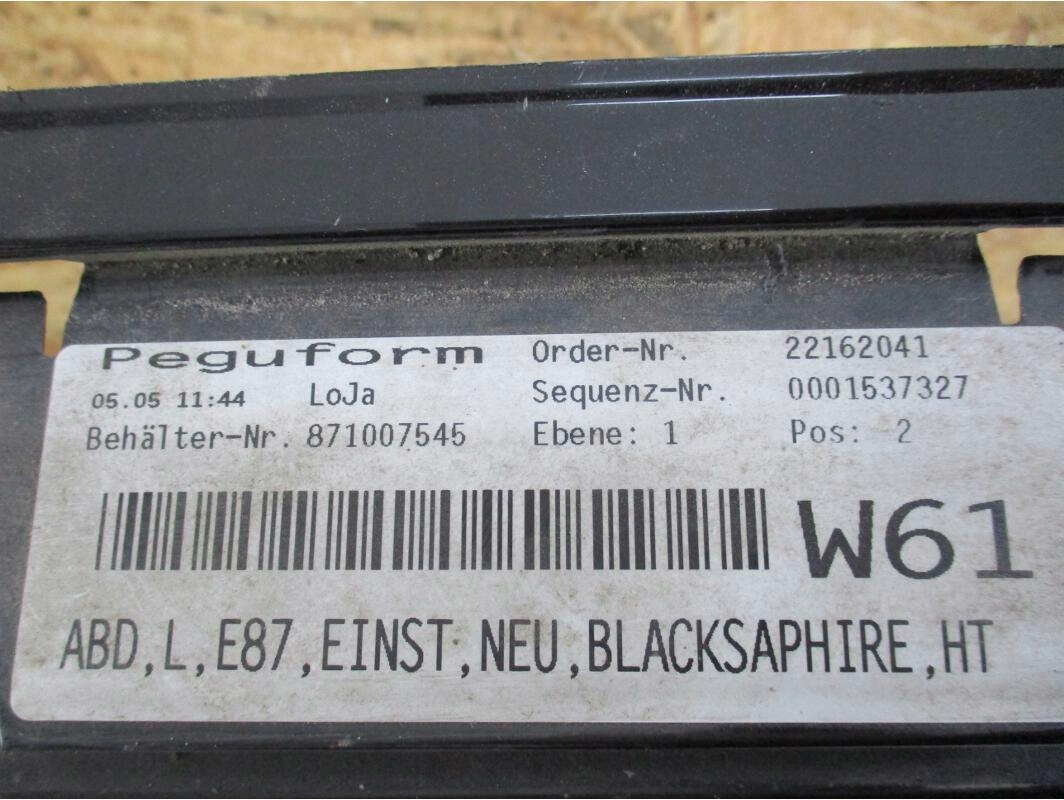 Peguform Order-Nr. 22162041
05.05 11:44 LoJa Sequenz-Nr. 0001537327
Behälter-Nr. 871007545 Ebene: 1 Pos: 2
W61
ABD,L,E87,EINST,NEU,BLACKSAPHIRE,HT